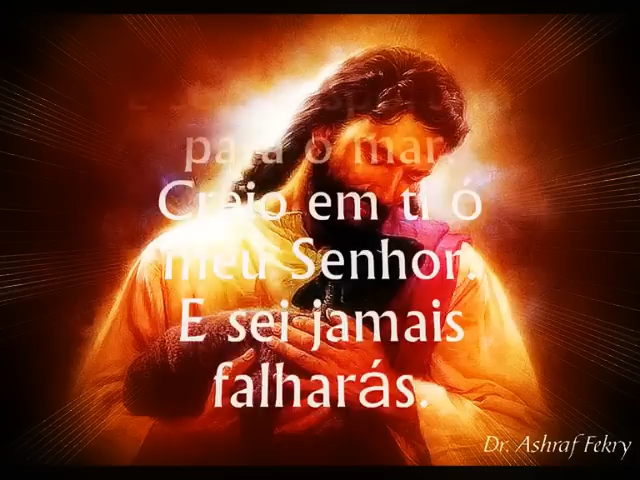 para o mar.
Creio em ti ó
meu Senhor.
E sei jamais
falharás.
Dr. Ashraf Fekry